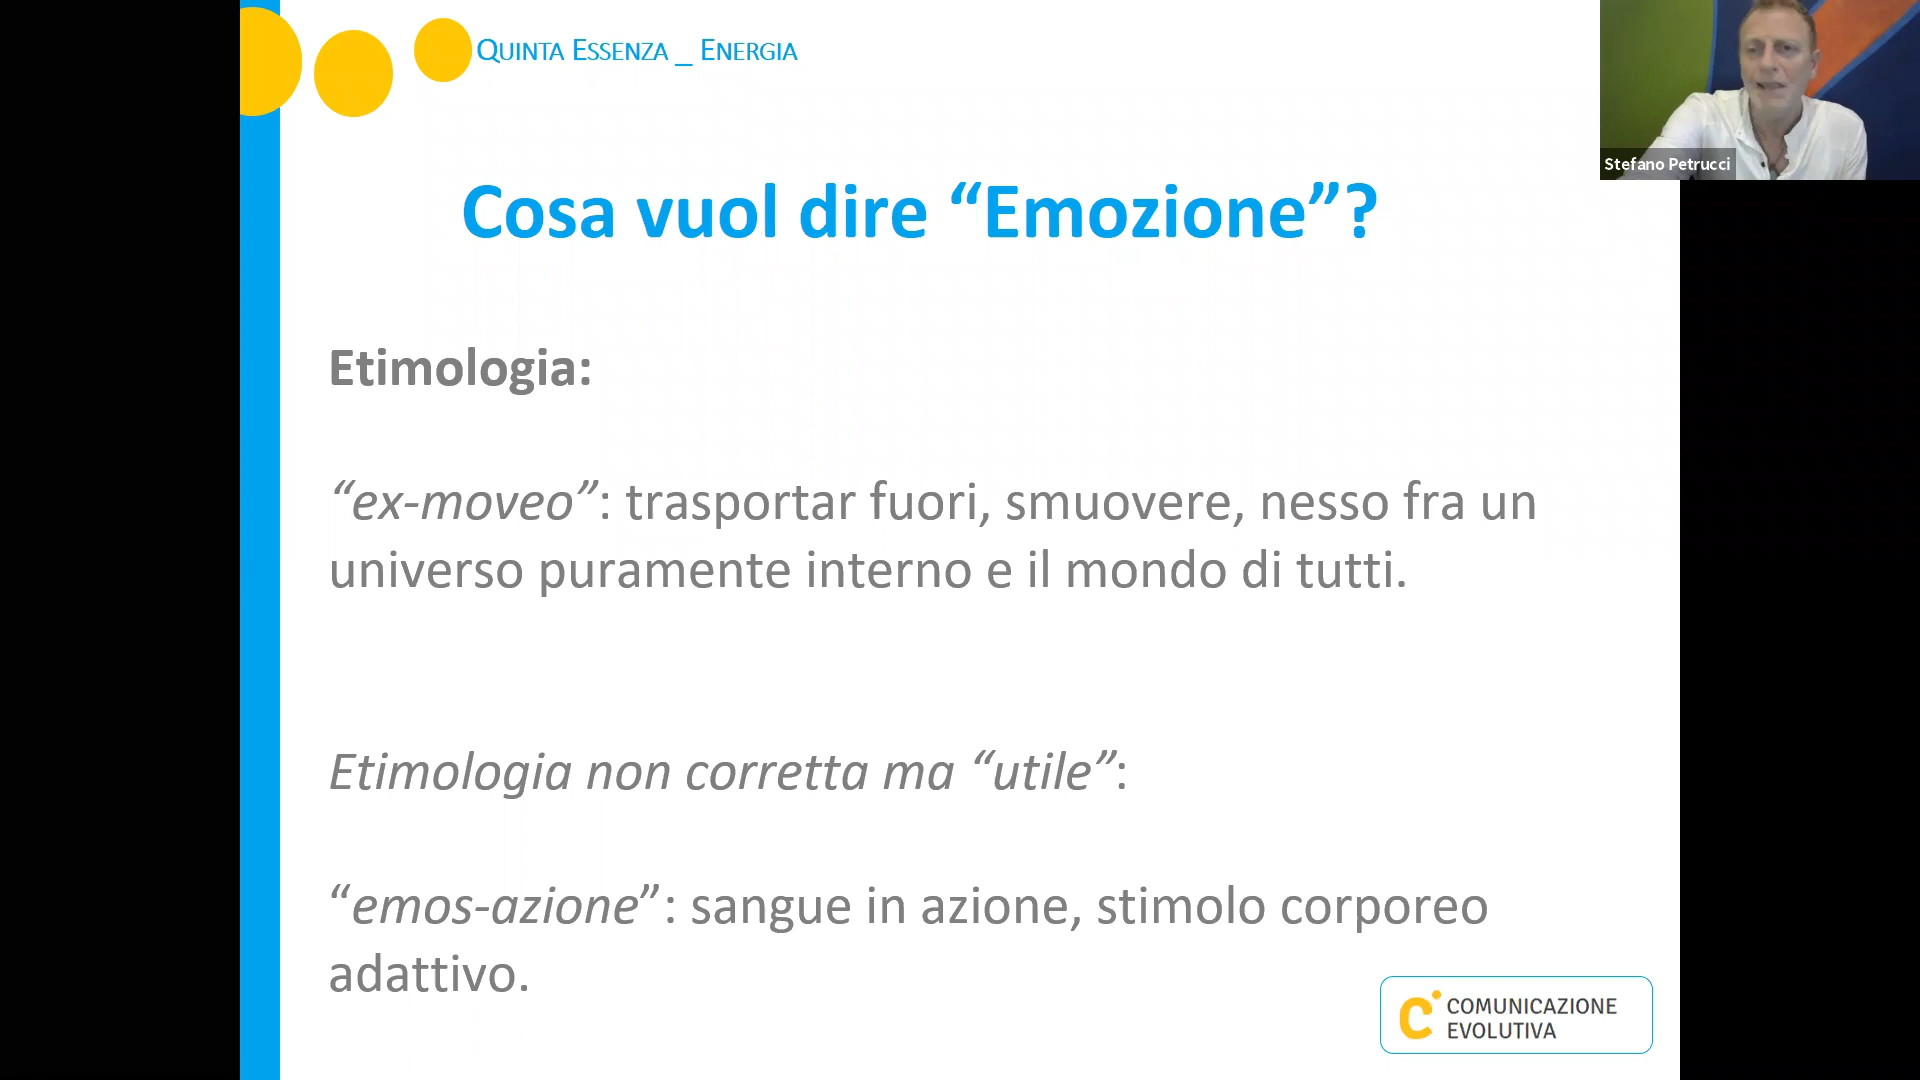 QUINTA ESSENZA _ ENERGIA
Stefano Petrucci
Cosa vuol dire “Emozione”?
Etimologia:
“ex-moveo”: trasportar fuori, smuovere, nesso fra un
universo puramente interno e il mondo di tutti.
Etimologia non corretta ma “utile”:
“emos-azione”: sangue in azione, stimolo corporeo
adattivo.
COMUNICAZIONE
EVOLUTIVA